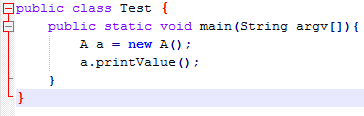 public class Test {
public static void main(String argv[]){
A a = new A();
a.printValue();
}
}